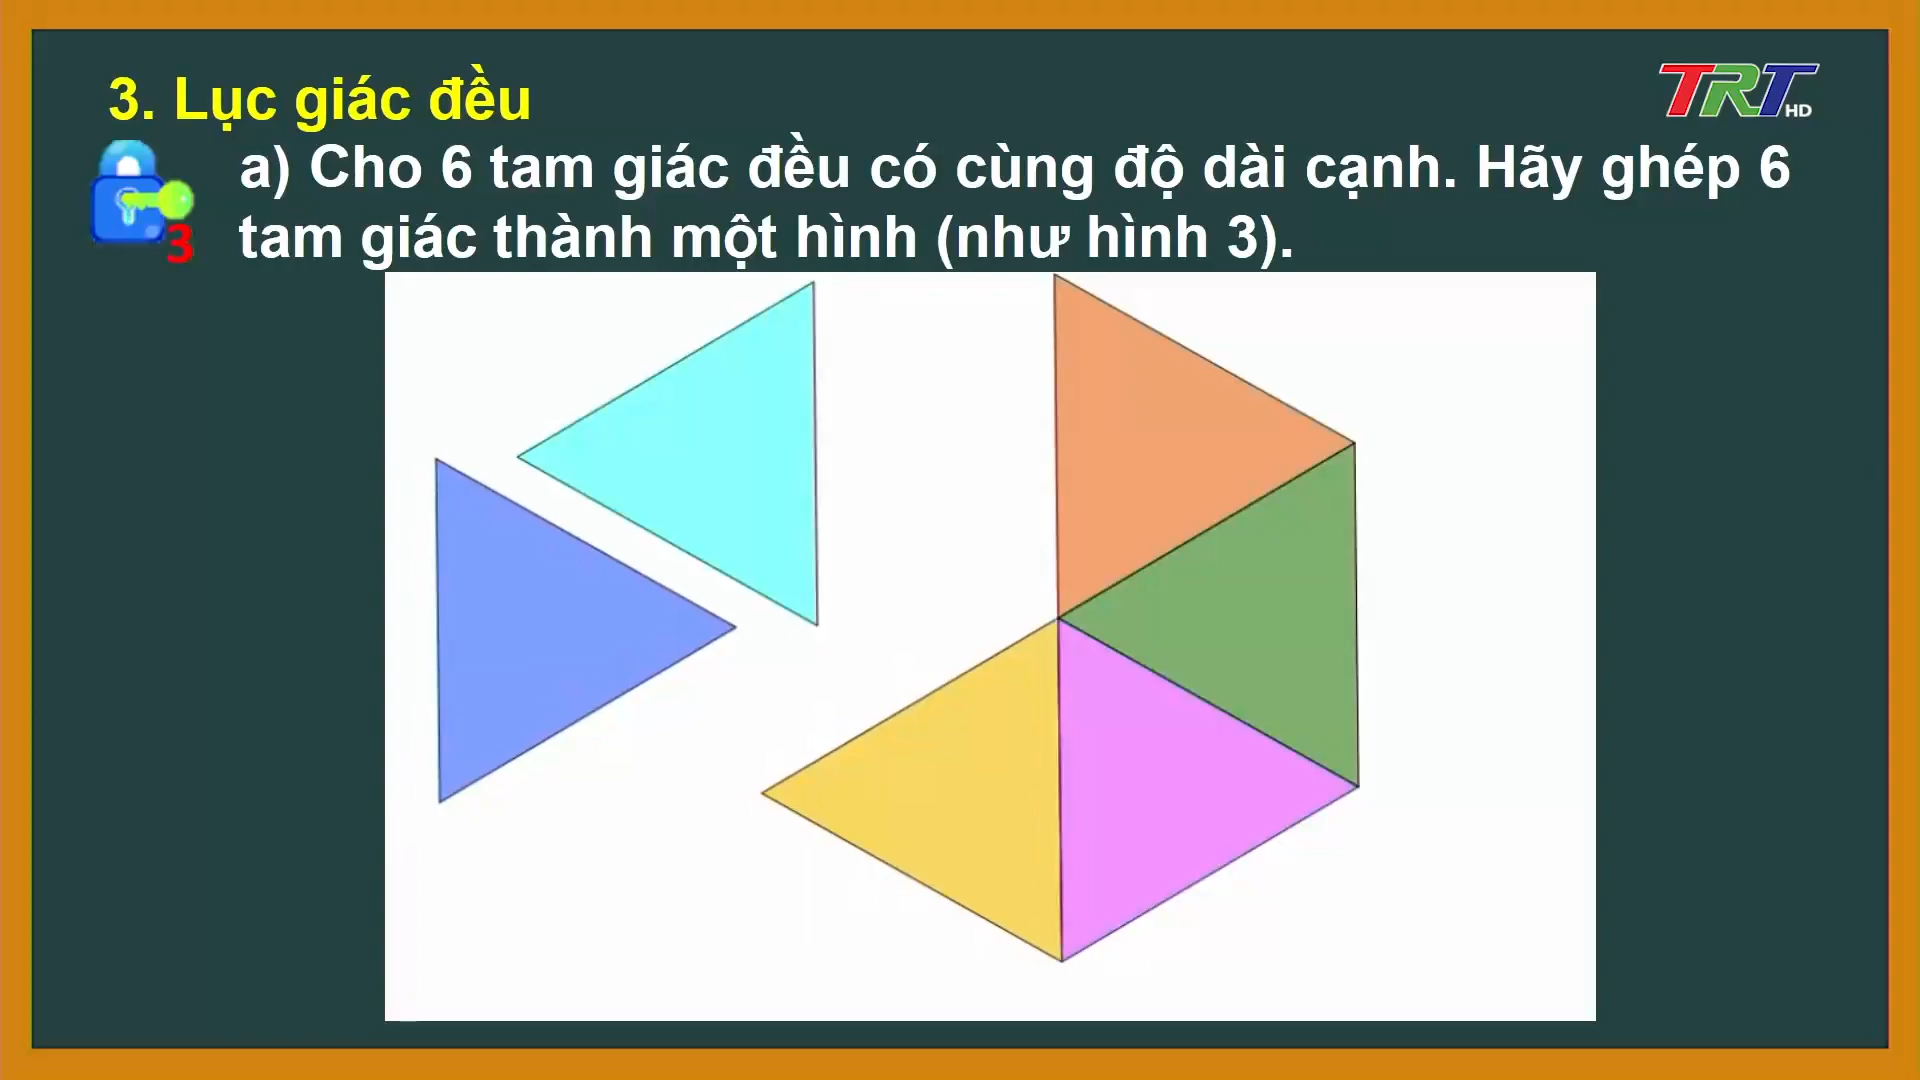 3. Lục giác đều
TRT HD
3
a) Cho 6 tam giác đều có cùng độ dài cạnh. Hãy ghép 6
tam giác thành một hình (như hình 3).